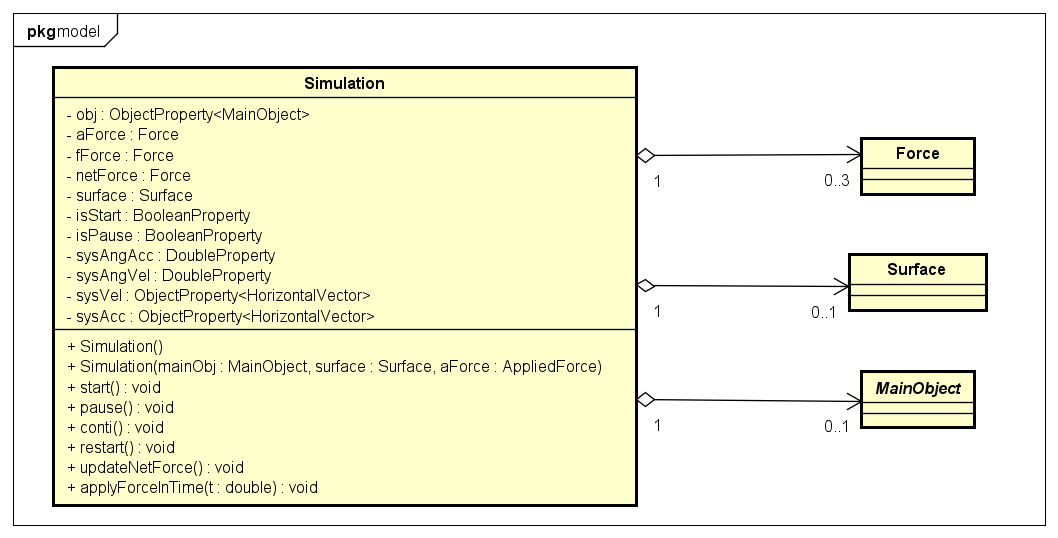 pkg model
Simulation
- obj : ObjectProperty<MainObject>
- aForce : Force
- fForce : Force
- netForce : Force
- surface : Surface
- isStart : BooleanProperty
- isPause : BooleanProperty
- sysAngAcc : DoubleProperty
- sysAngVel : DoubleProperty
- sysVel : ObjectProperty<HorizontalVector>
- sysAcc : ObjectProperty<HorizontalVector>
+ Simulation()
+ Simulation(mainObj : MainObject, surface : Surface, aForce : AppliedForce)
+ start() : void
+ pause() : void
+ conti() : void
+ restart() : void
+ updateNetForce() : void
+ applyForceInTime(t : double) : void
Force
1
0..3
Surface
1
0..1
MainObject
1
0..1